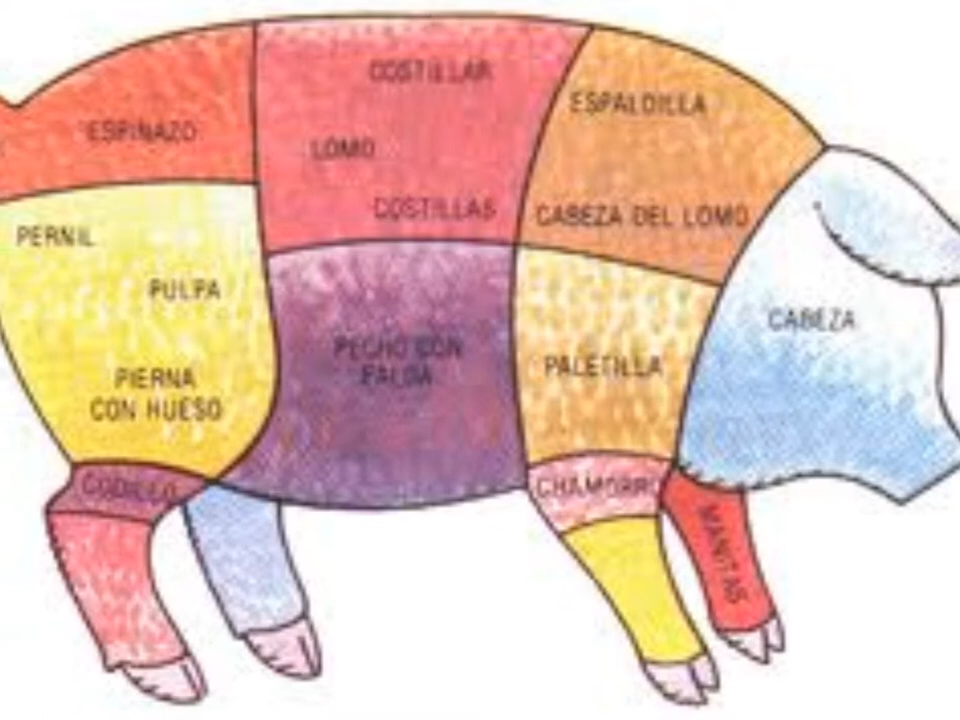 COSTILLAR
ESPALDILLA
ESPINAZO
LOMO
COSTILLAS
CABEZA DEL LOMO
PERNIL
PULPA
CABEZA
PECHO CON
FALDA
PALETILLA
PIERNA
CON HUESO
CODILLO
CHAMORRO
MANITAS